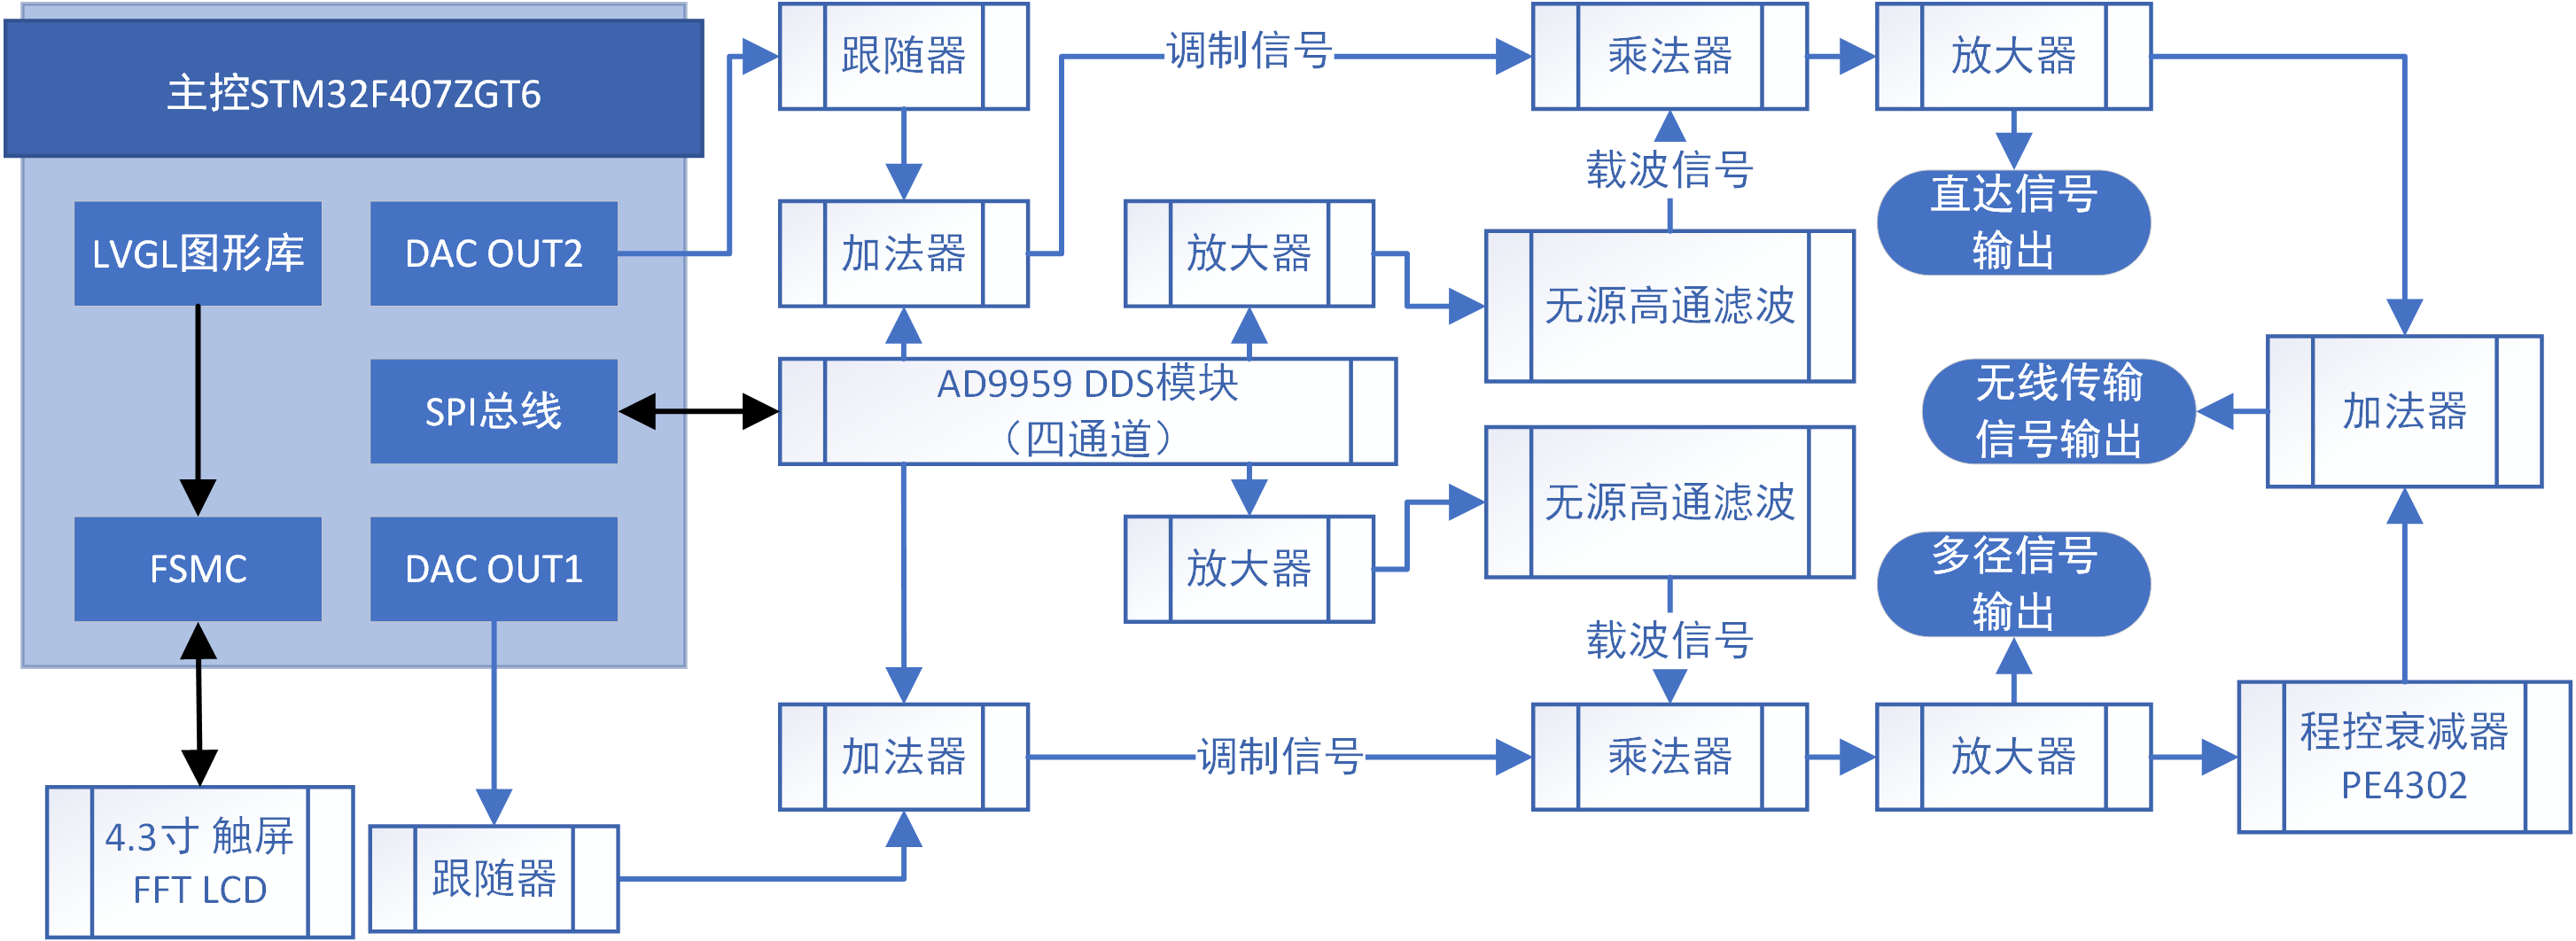 主控STM32F407ZGT6
LVGL图形库
DAC OUT2
SPI总线
FSMC
DAC OUT1
4.3寸 触屏
FFT LCD
跟随器
跟随器
加法器
调制信号
乘法器
放大器
载波信号
直达信号
输出
放大器
无源高通滤波
AD9959 DDS模块
（四通道）
无线传输
信号输出
加法器
无源高通滤波
放大器
多径信号
输出
载波信号
加法器
调制信号
乘法器
放大器
程控衰减器
PE4302